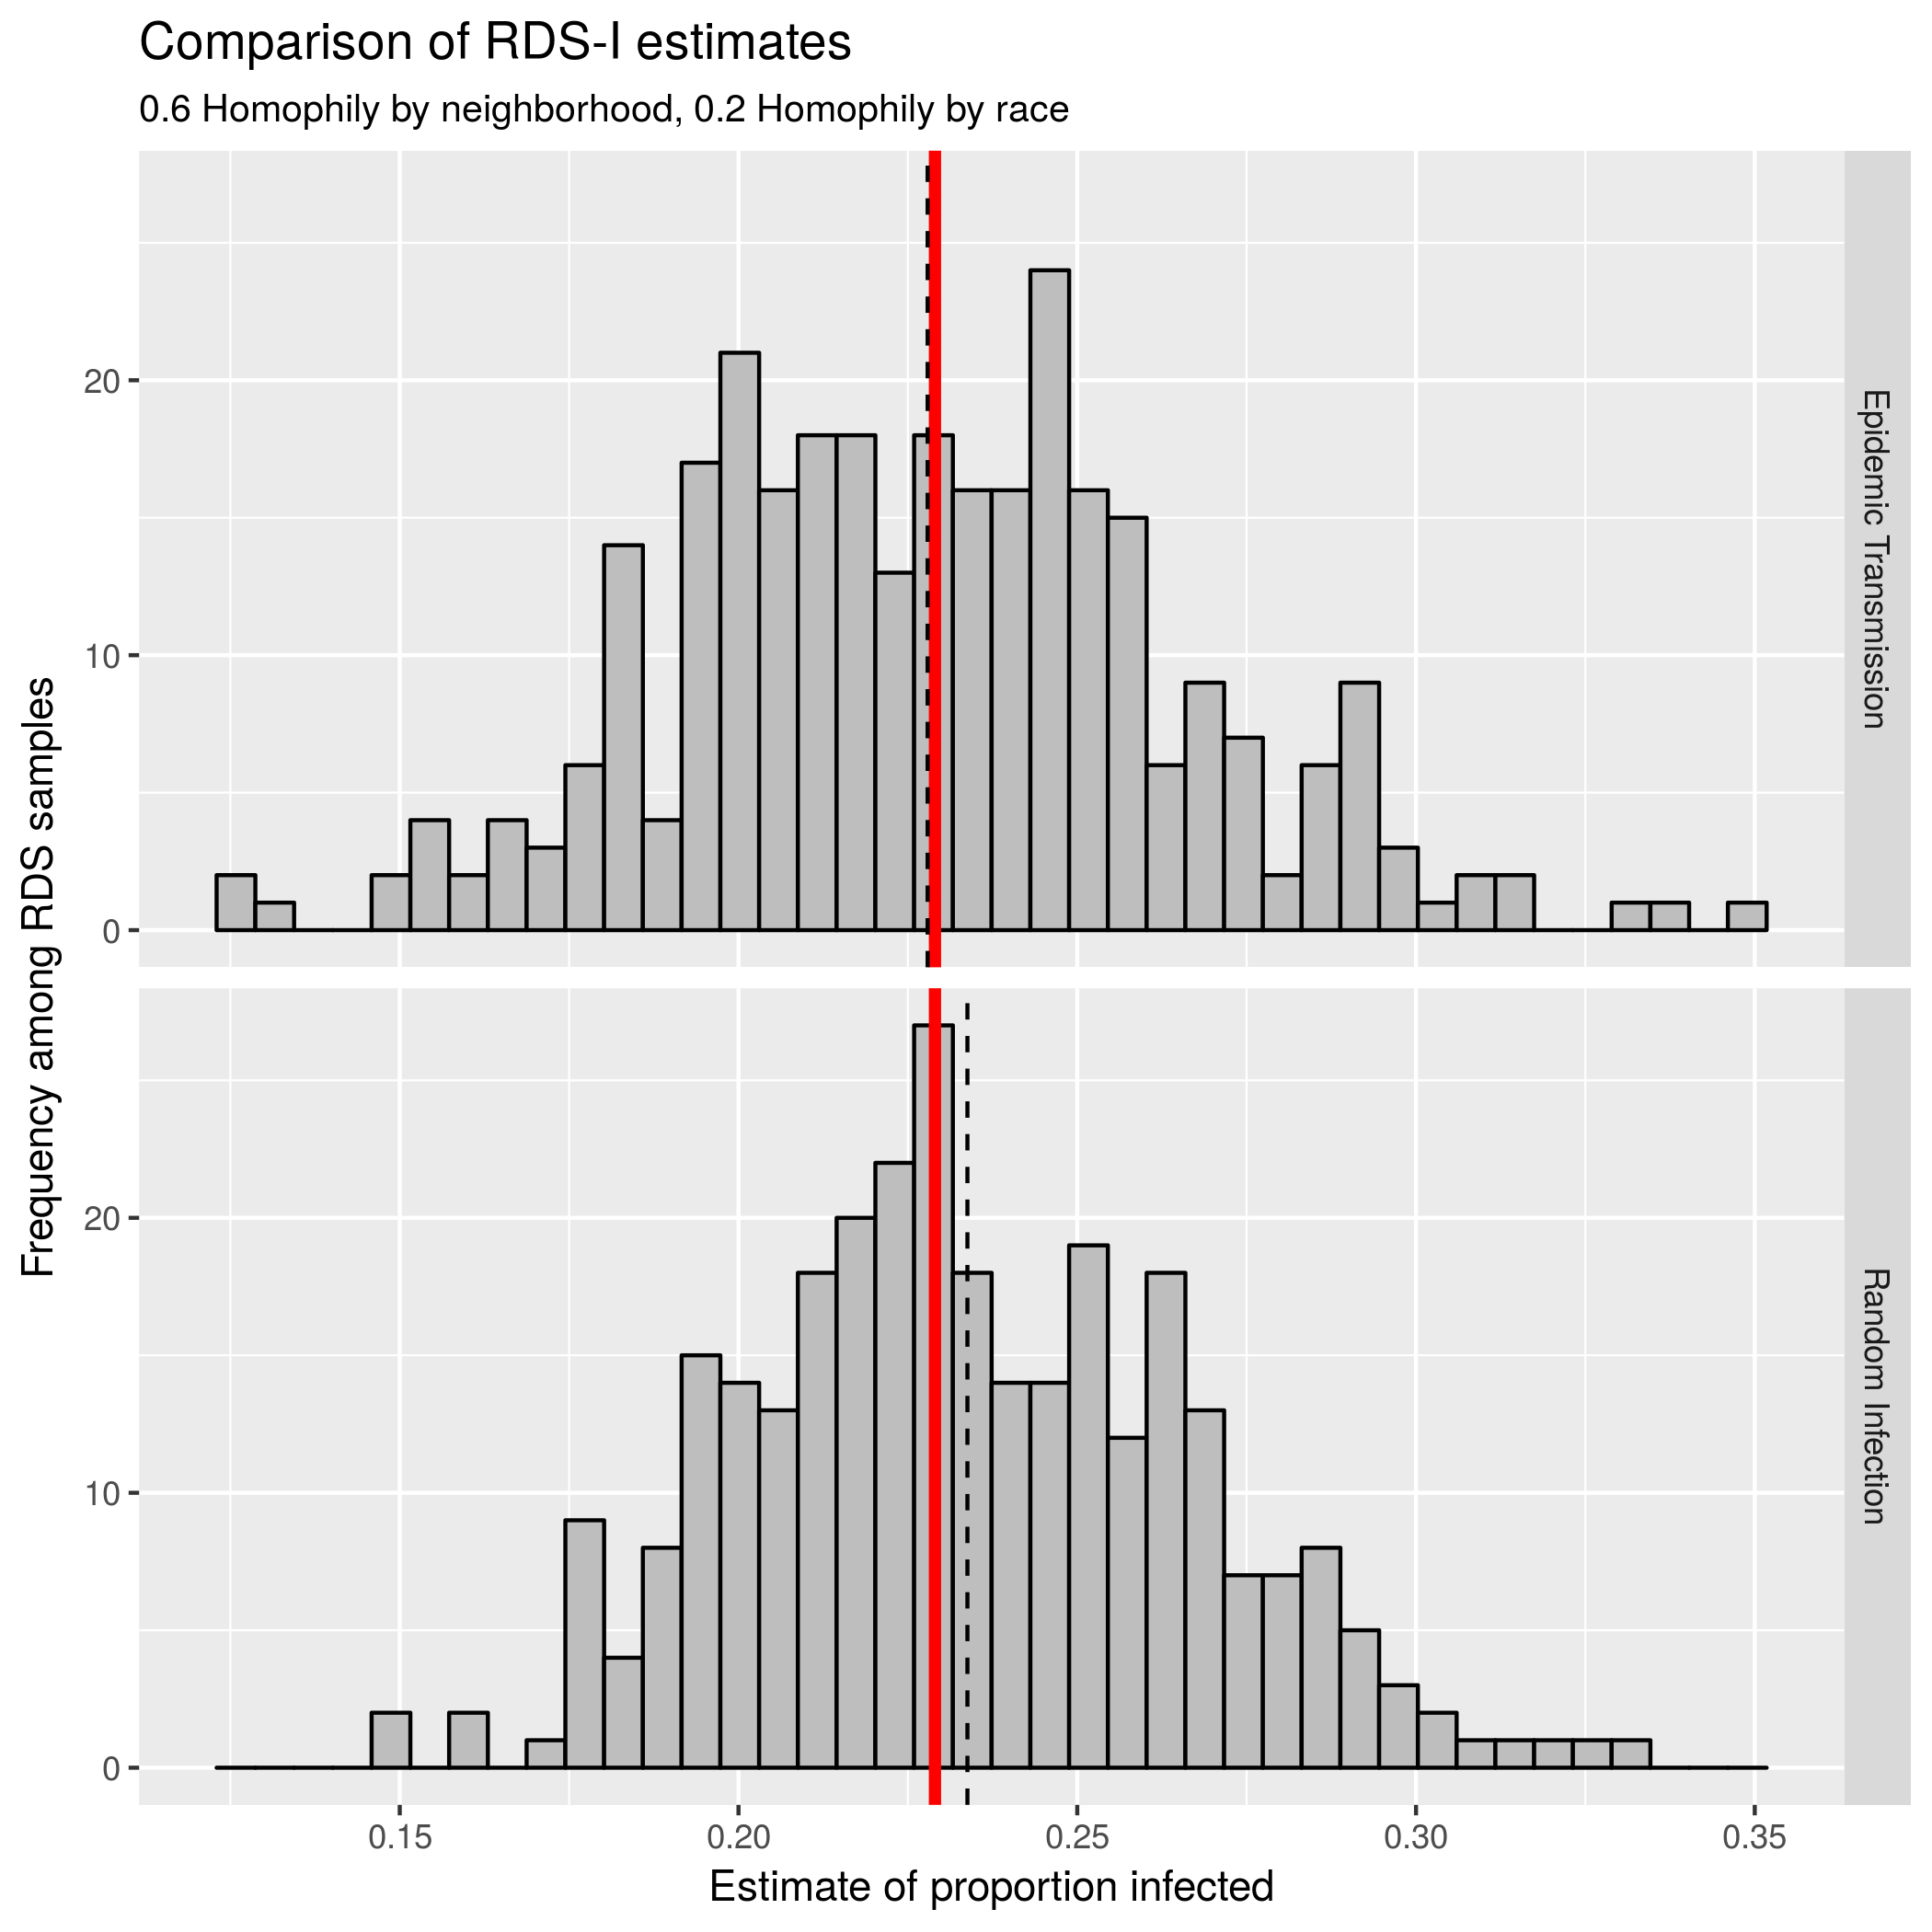 Comparison of RDS-I estimates
0.6 Homophily by neighborhood, 0.2 Homophily by race
Frequency among RDS samples
20
10
0
Epidemic Transmission
20
10
0
Random Infection
0.15 0.20 0.25 0.30 0.35
Estimate of proportion infected